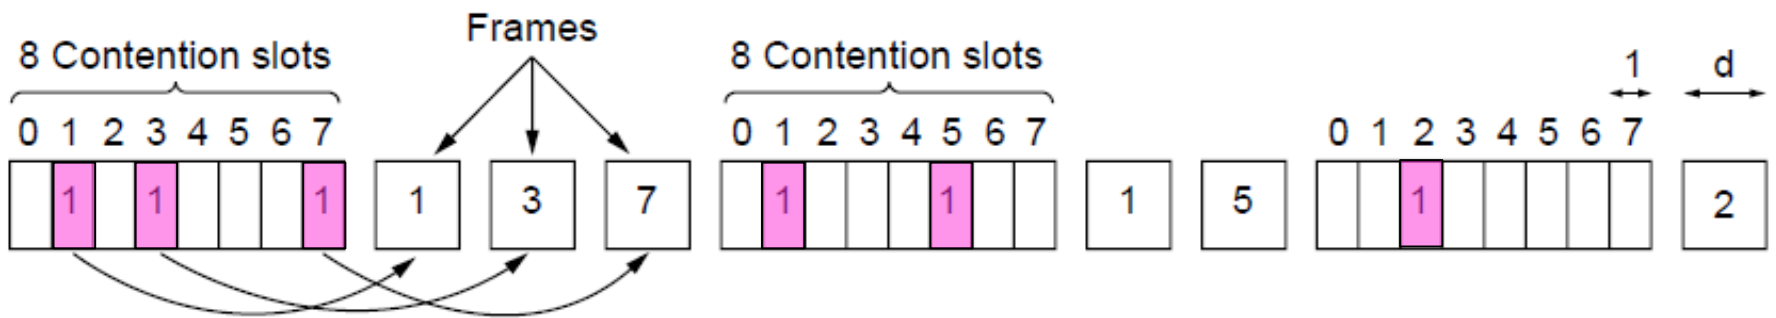 Frames
8 Contention slots
8 Contention slots
1 d
0 1 2 3 4 5 6 7
0 1 2 3 4 5 6 7
0 1 2 3 4 5 6 7
1 1 1
1 3 7
1 1
1 5
1
2